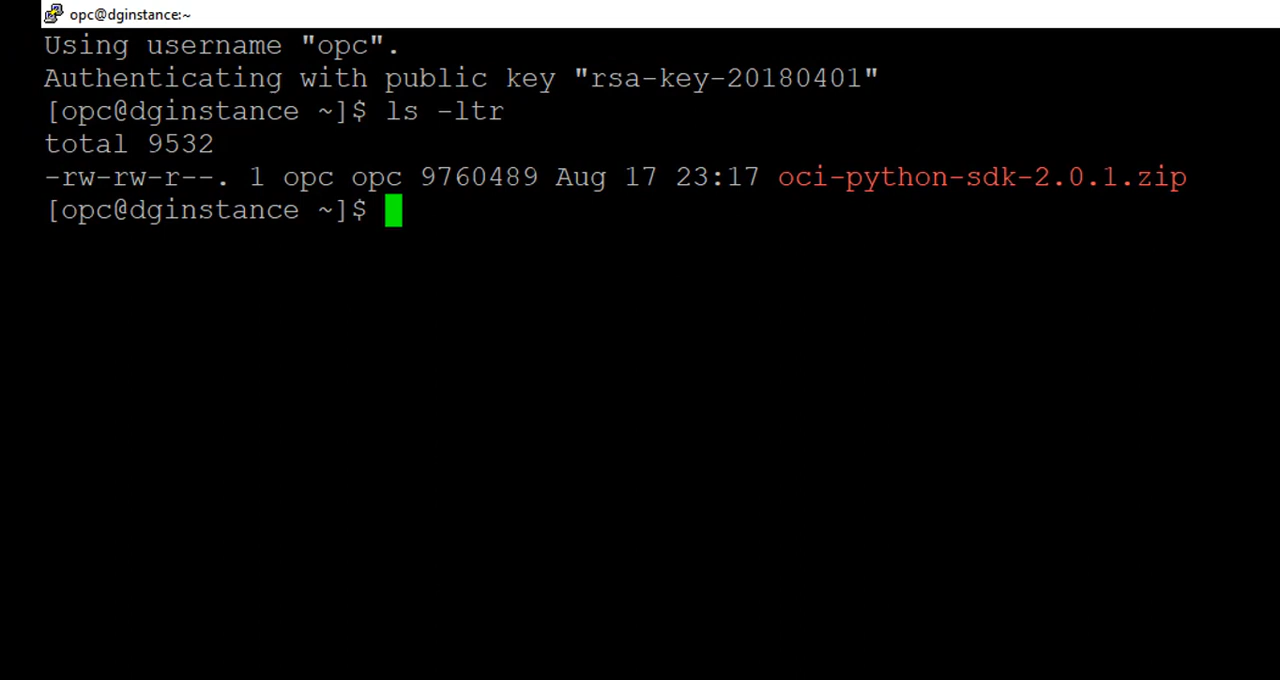 opc@dginstance:~
Using username "opc".
Authenticating with public key "rsa-key-20180401"
[opc@dginstance ~]$ ls -ltr
total 9532
-rw-rw-r--. 1 opc opc 9760489 Aug 17 23:17 oci-python-sdk-2.0.1.zip
[opc@dginstance ~]$